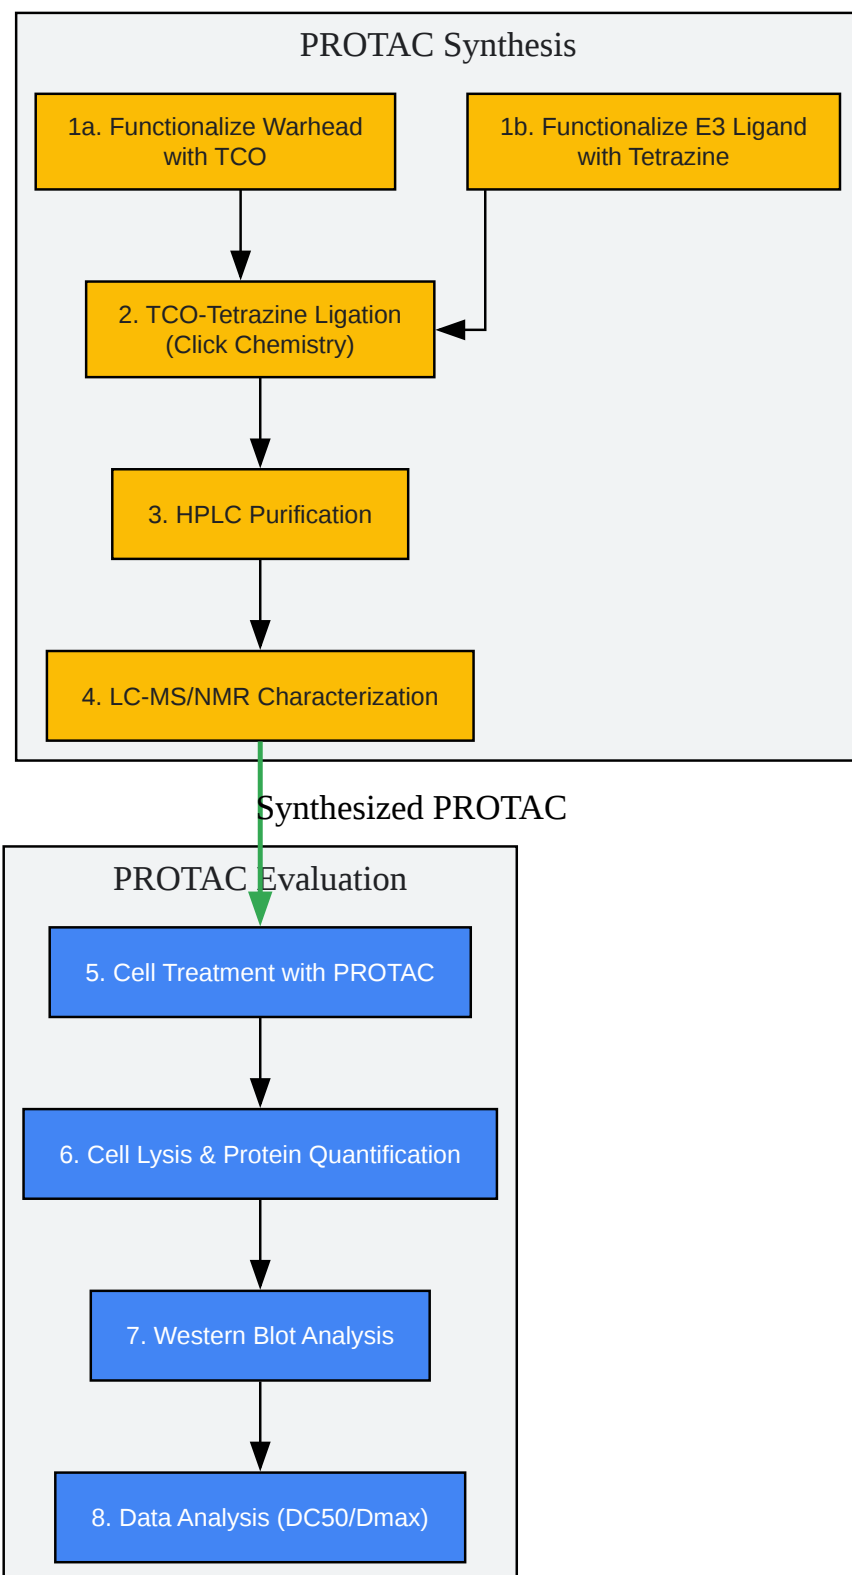 PROTAC Synthesis
1a. Functionalize Warhead
with TCO
1b. Functionalize E3 Ligand
with Tetrazine
2. TCO-Tetrazine Ligation
(Click Chemistry)
3. HPLC Purification
4. LC-MS/NMR Characterization
Synthesized PROTAC
PROTAC Evaluation
5. Cell Treatment with PROTAC
6. Cell Lysis & Protein Quantification
7. Western Blot Analysis
8. Data Analysis (DC50/Dmax)